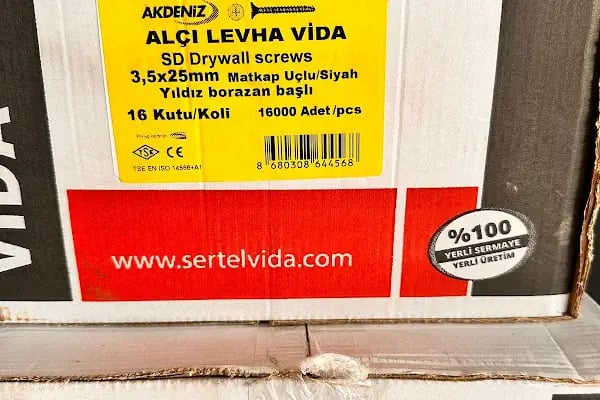 AKDENİZ
ALÇI LEVHA VİDA
SD Drywall screws
3,5x25mm Matkap Uçlu/Siyah
Yıldız borazan başlı
16 Kutu/Koli 16000 Adet/pcs
TSE CE
TSE EN ISO 14566+A1
8 680308 644568
VİDA
www.sertelvida.com
%100
YERLİ SERMAYE
YERLİ ÜRETİM